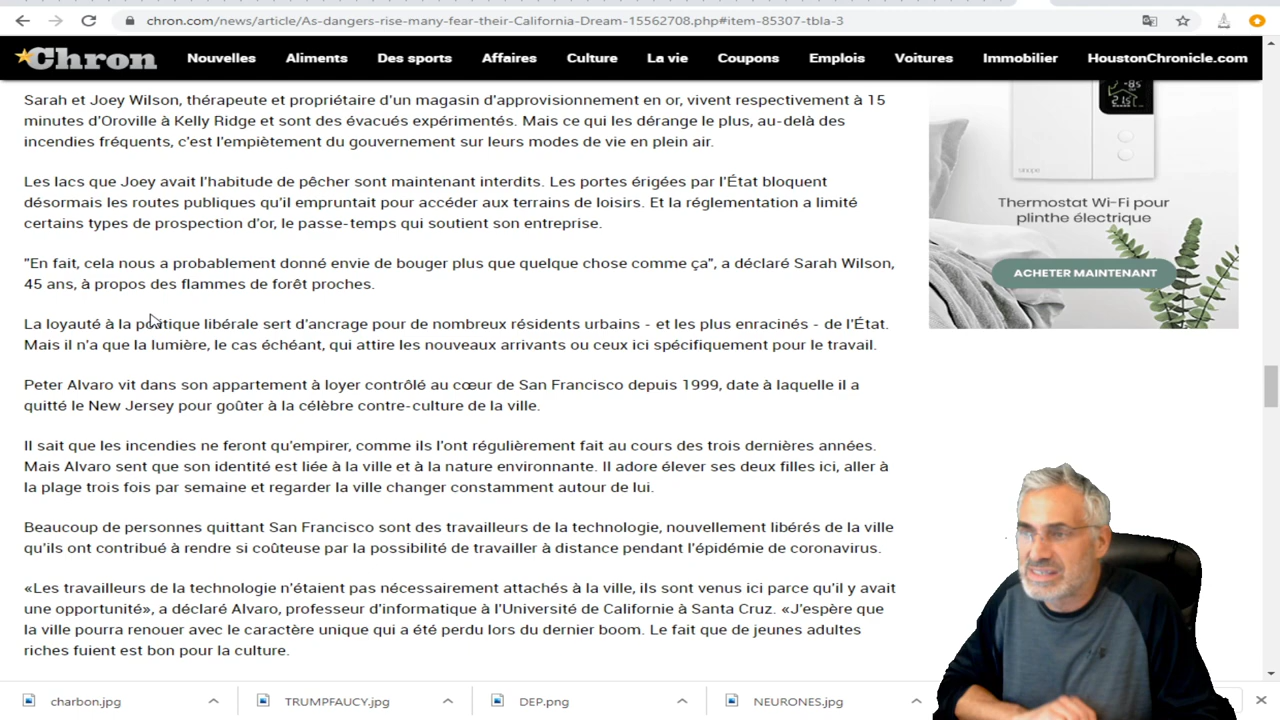 chron.com/news/article/As-dangers-rise-many-fear-their-California-Dream-15562708.php#item-85307-tbla-3
Chron
Nouvelles Aliments Des sports Affaires Culture La vie Coupons Emplois Voitures Immobilier HoustonChronicle.com
Sarah et Joey Wilson, thérapeute et propriétaire d'un magasin d'approvisionnement en or, vivent respectivement à 15
minutes d'Oroville à Kelly Ridge et sont des évacués expérimentés. Mais ce qui les dérange le plus, au-delà des
incendies fréquents, c'est l'empiètement du gouvernement sur leurs modes de vie en plein air.
Les lacs que Joey avait l'habitude de pêcher sont maintenant interdits. Les portes érigées par l'État bloquent
désormais les routes publiques qu'il empruntait pour accéder aux terrains de loisirs. Et la réglementation a limité
certains types de prospection d'or, le passe-temps qui soutient son entreprise.
"En fait, cela nous a probablement donné envie de bouger plus que quelque chose comme ça", a déclaré Sarah Wilson,
45 ans, à propos des flammes de forêt proches.
La loyauté à la politique libérale sert d'ancrage pour de nombreux résidents urbains - et les plus enracinés - de l'État.
Mais il n'a que la lumière, le cas échéant, qui attire les nouveaux arrivants ou ceux ici spécifiquement pour le travail.
Peter Alvaro vit dans son appartement à loyer contrôlé au cœur de San Francisco depuis 1999, date à laquelle il a
quitté le New Jersey pour goûter à la célèbre contre-culture de la ville.
Il sait que les incendies ne feront qu'empirer, comme ils l'ont régulièrement fait au cours des trois dernières années.
Mais Alvaro sent que son identité est liée à la ville et à la nature environnante. Il adore élever ses deux filles ici, aller à
la plage trois fois par semaine et regarder la ville changer constamment autour de lui.
Beaucoup de personnes quittant San Francisco sont des travailleurs de la technologie, nouvellement libérés de la ville
qu'ils ont contribué à rendre si coûteuse par la possibilité de travailler à distance pendant l'épidémie de coronavirus.
«Les travailleurs de la technologie n'étaient pas nécessairement attachés à la ville, ils sont venus ici parce qu'il y avait
une opportunité», a déclaré Alvaro, professeur d'informatique à l'Université de Californie à Santa Cruz. «J'espère que
la ville pourra renouer avec le caractère unique qui a été perdu lors du dernier boom. Le fait que de jeunes adultes
riches fuient est bon pour la culture.
-8.5
21.5
Thermostat Wi-Fi pour
plinthe électrique
ACHETER MAINTENANT
charbon.jpg TRUMPFAUCY.jpg DEP.png NEURONES.jpg